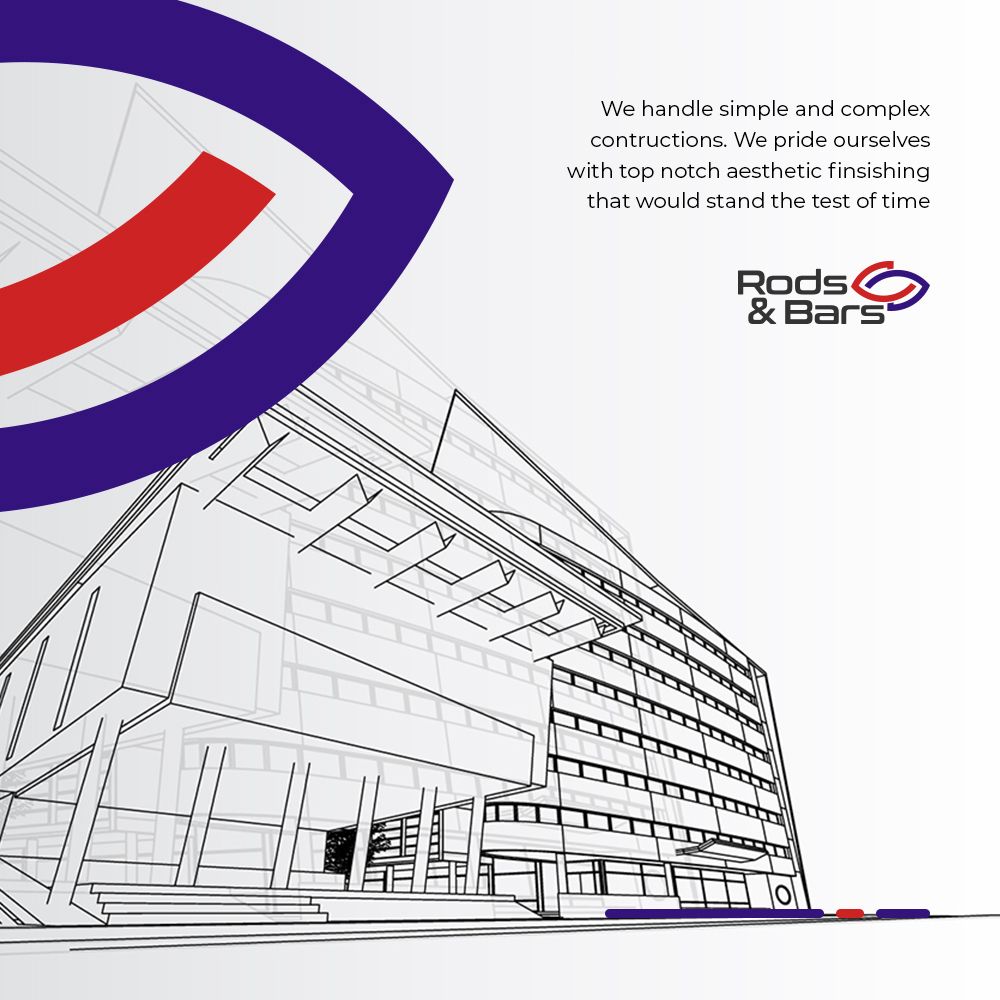 We handle simple and complex
contructions. We pride ourselves
with top notch aesthetic finsishing
that would stand the test of time
Rods
& Bars